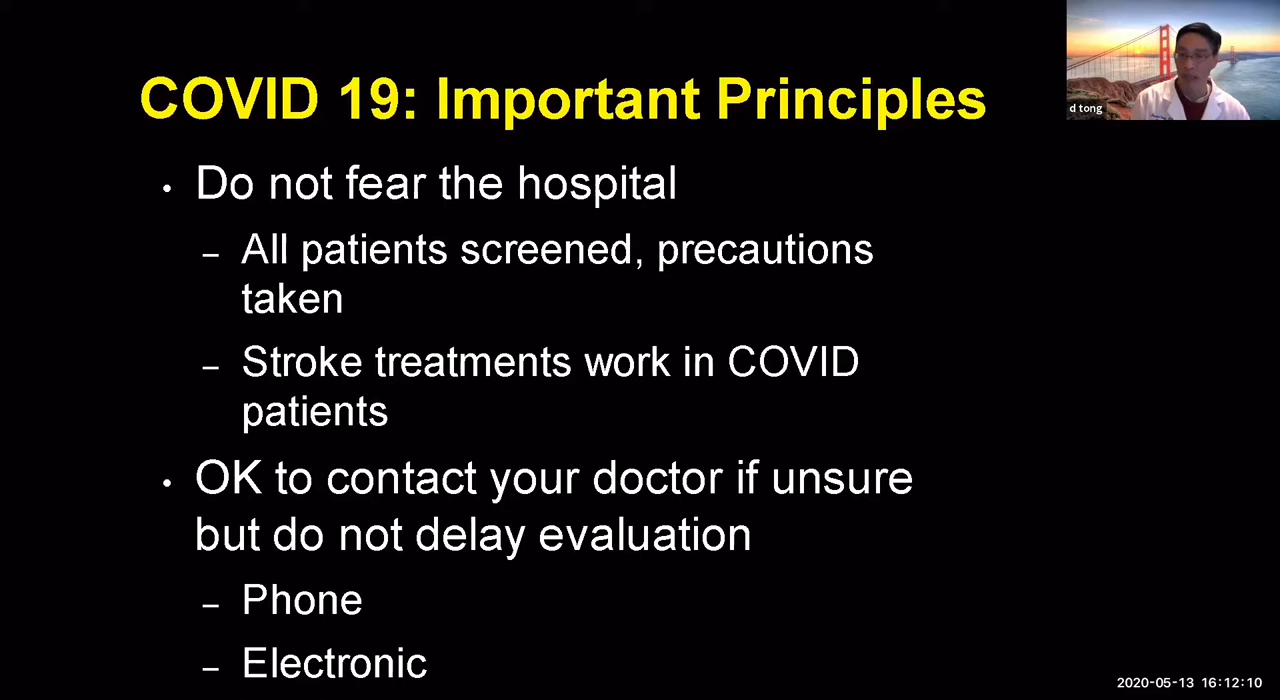 COVID 19: Important Principles
d tong
• Do not fear the hospital
– All patients screened, precautions
taken
– Stroke treatments work in COVID
patients
• OK to contact your doctor if unsure
but do not delay evaluation
– Phone
– Electronic
2020-05-13 16:12:10